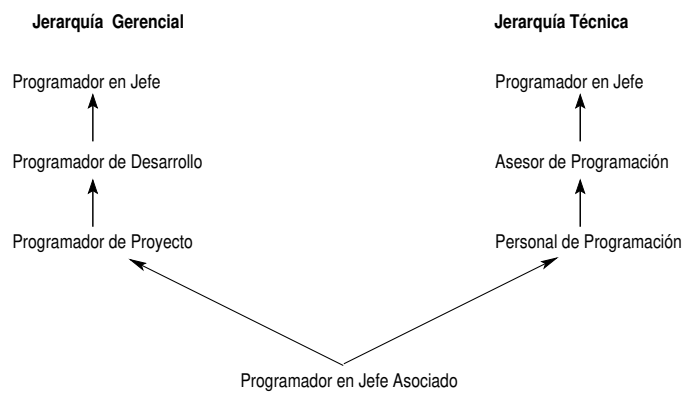 Jerarquía Gerencial
Jerarquía Técnica
Programador en Jefe
Programador en Jefe
Programador de Desarrollo
Asesor de Programación
Programador de Proyecto
Personal de Programación
Programador en Jefe Asociado